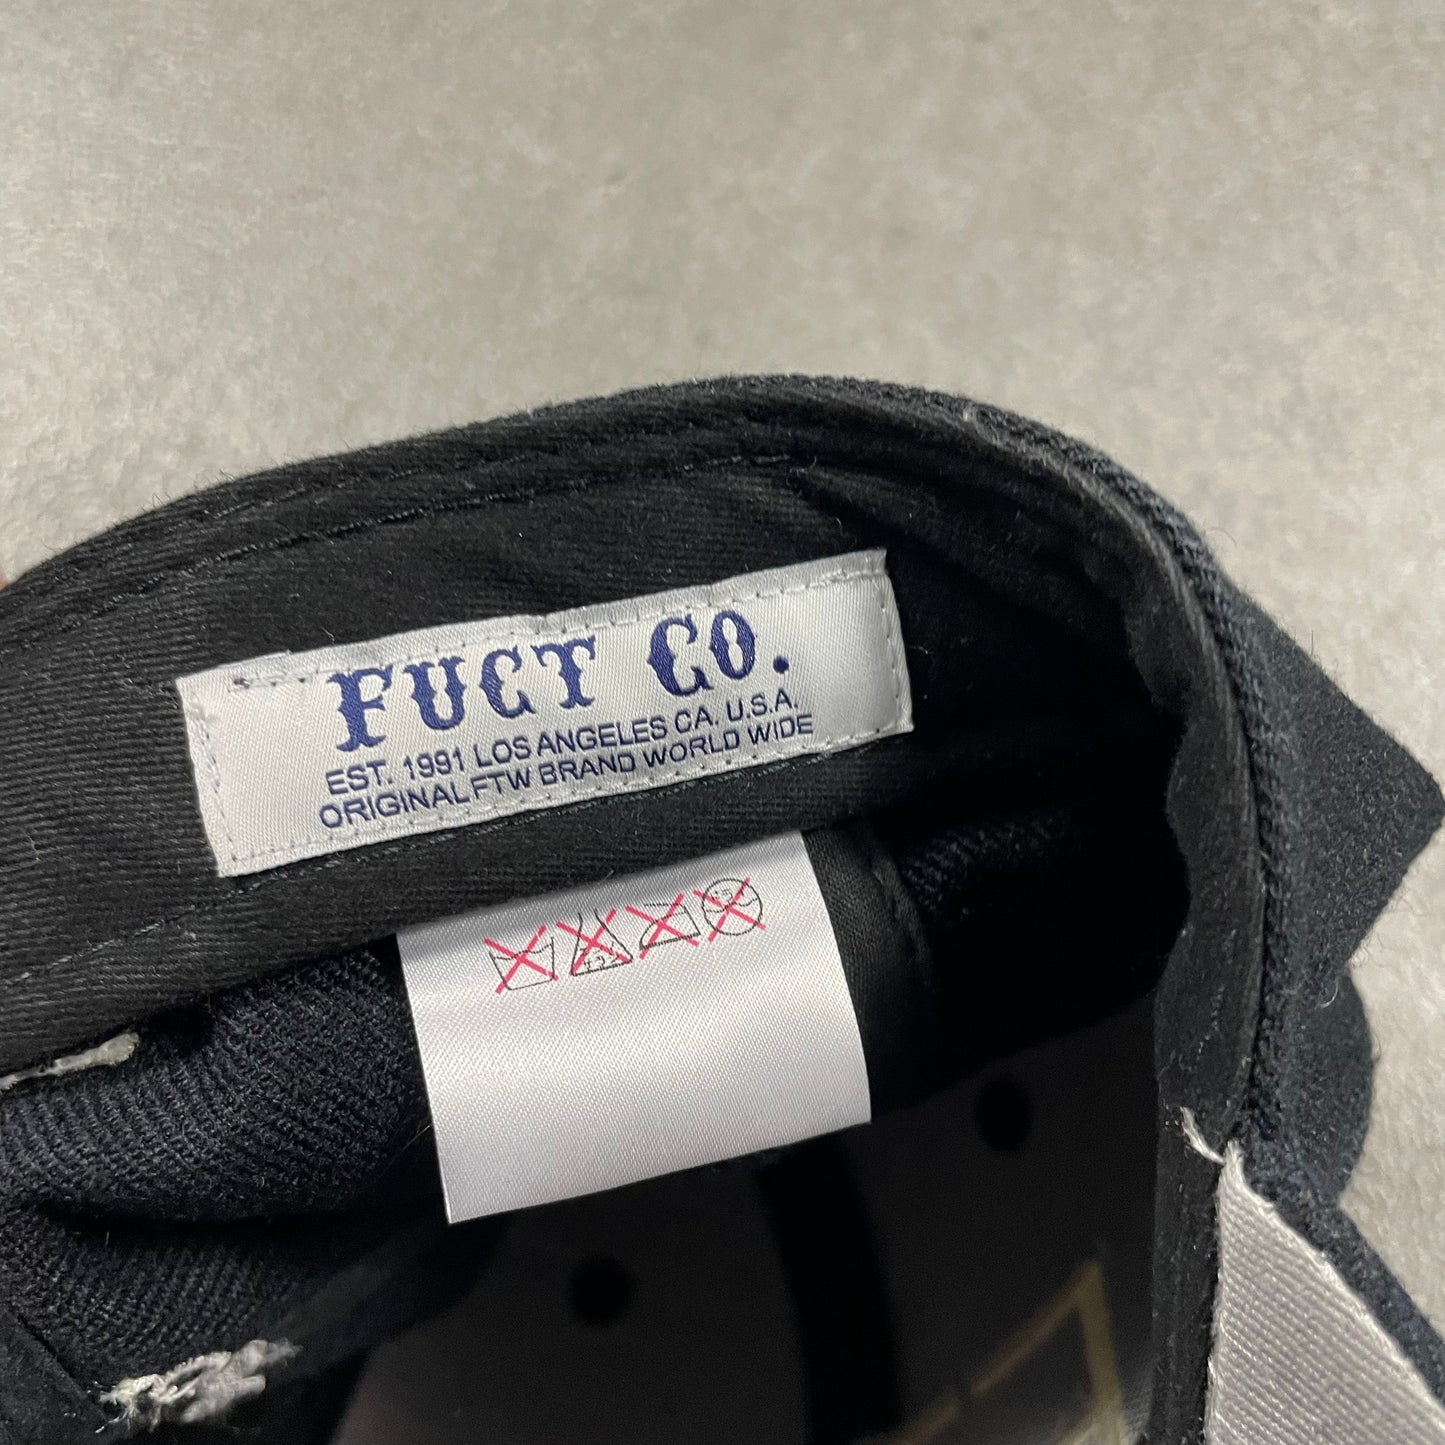 FUCT CO.
EST. 1991 LOS ANGELES CA. U.S.A.
ORIGINAL FTW BRAND WORLD WIDE